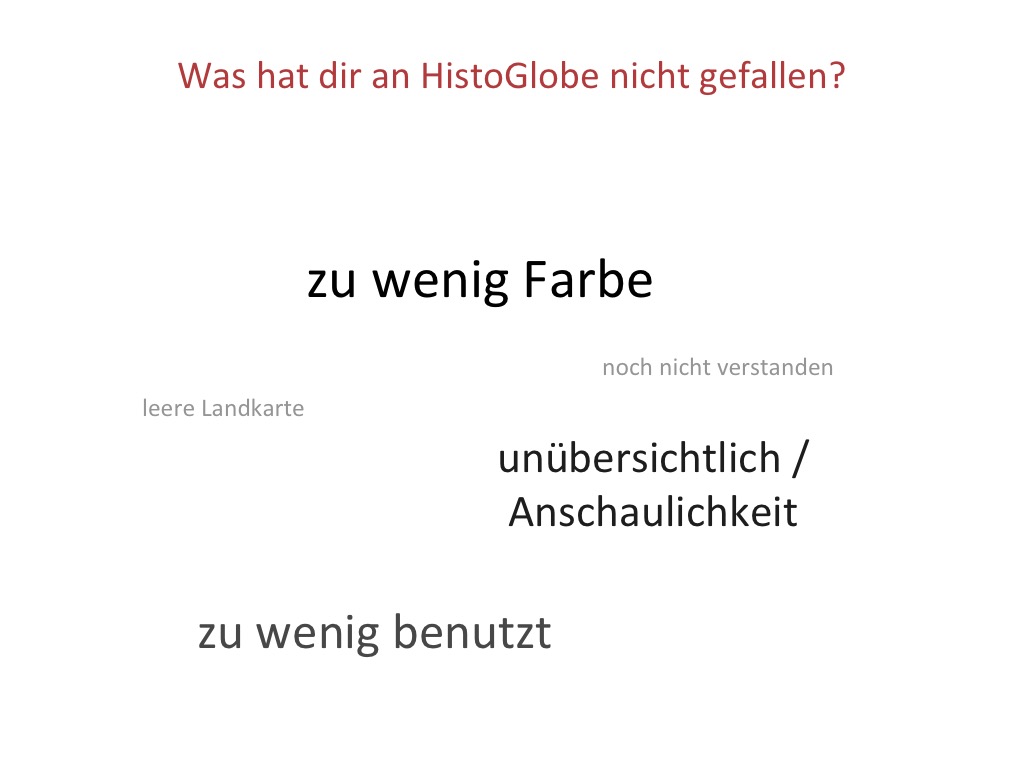 Was hat dir an HistoGlobe nicht gefallen?
zu wenig Farbe
noch nicht verstanden
leere Landkarte
unübersichtlich /
Anschaulichkeit
zu wenig benutzt